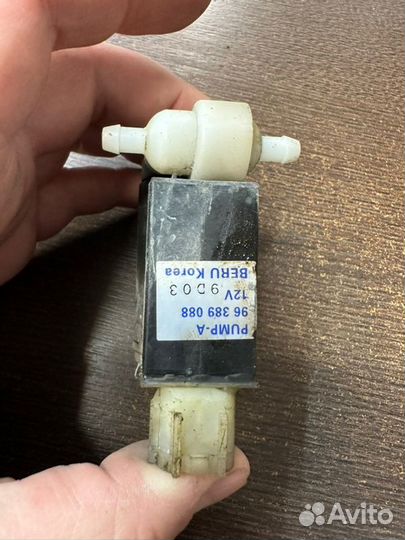 PUMP-A
96 389 088
12V
9D03
BERU Korea
Avito